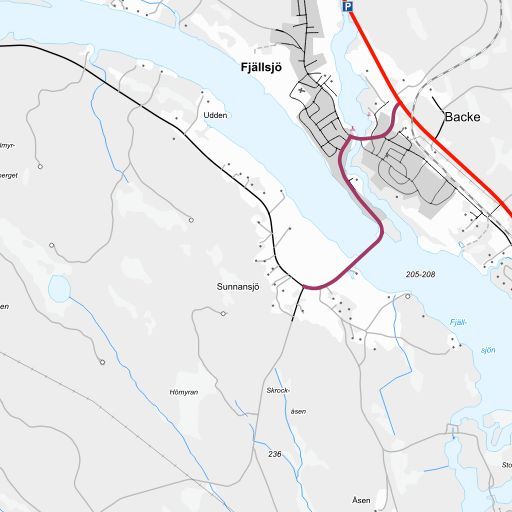 P
Fjällsjö
Udden
Backe
205-208
Sunnansjö
Fjäll-
sjön
Hömyran
Skrock-
åsen
236
Åsen